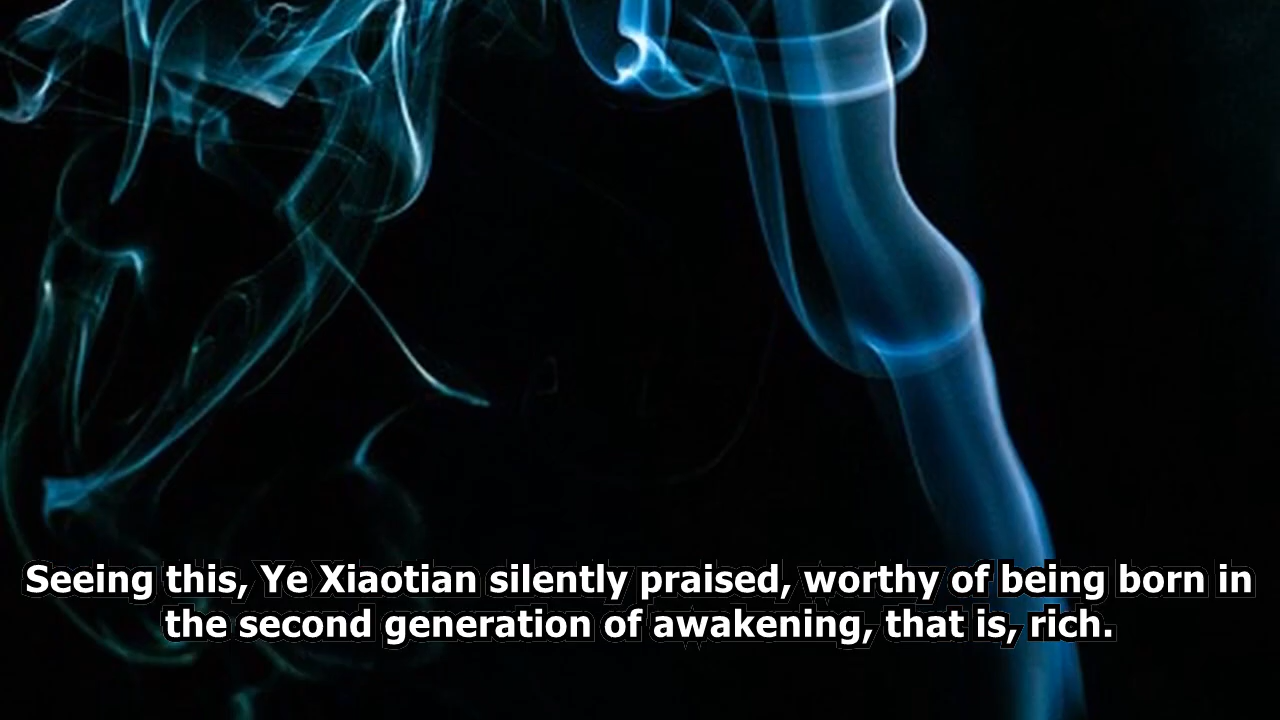 Seeing this, Ye Xiaotian silently praised, worthy of being born in
the second generation of awakening, that is, rich.